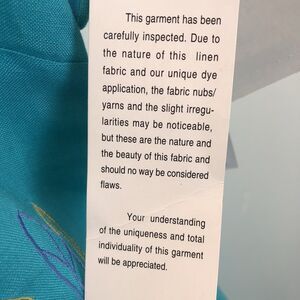 This garment has been
carefully inspected. Due to
the nature of this linen
fabric and our unique dye
application, the fabric nubs/
yarns and the slight irregu-
larities may be noticeable,
but these are the nature and
the beauty of this fabric and
should no way be considered
flaws.
Your understanding
of the uniqueness and total
individuality of this garment
will be appreciated.